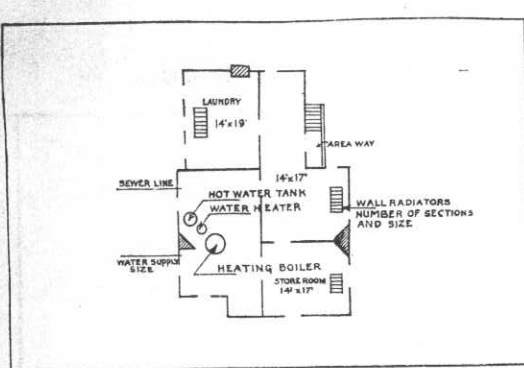 LAUNDRY
14'x19'
AREA WAY
14'x17'
SEWER LINE
HOT WATER TANK
WATER HEATER
WALL RADIATORS
NUMBER OF SECTIONS
AND SIZE
WATER SUPPLY
SIZE
HEATING BOILER
STORE ROOM
14'x17'